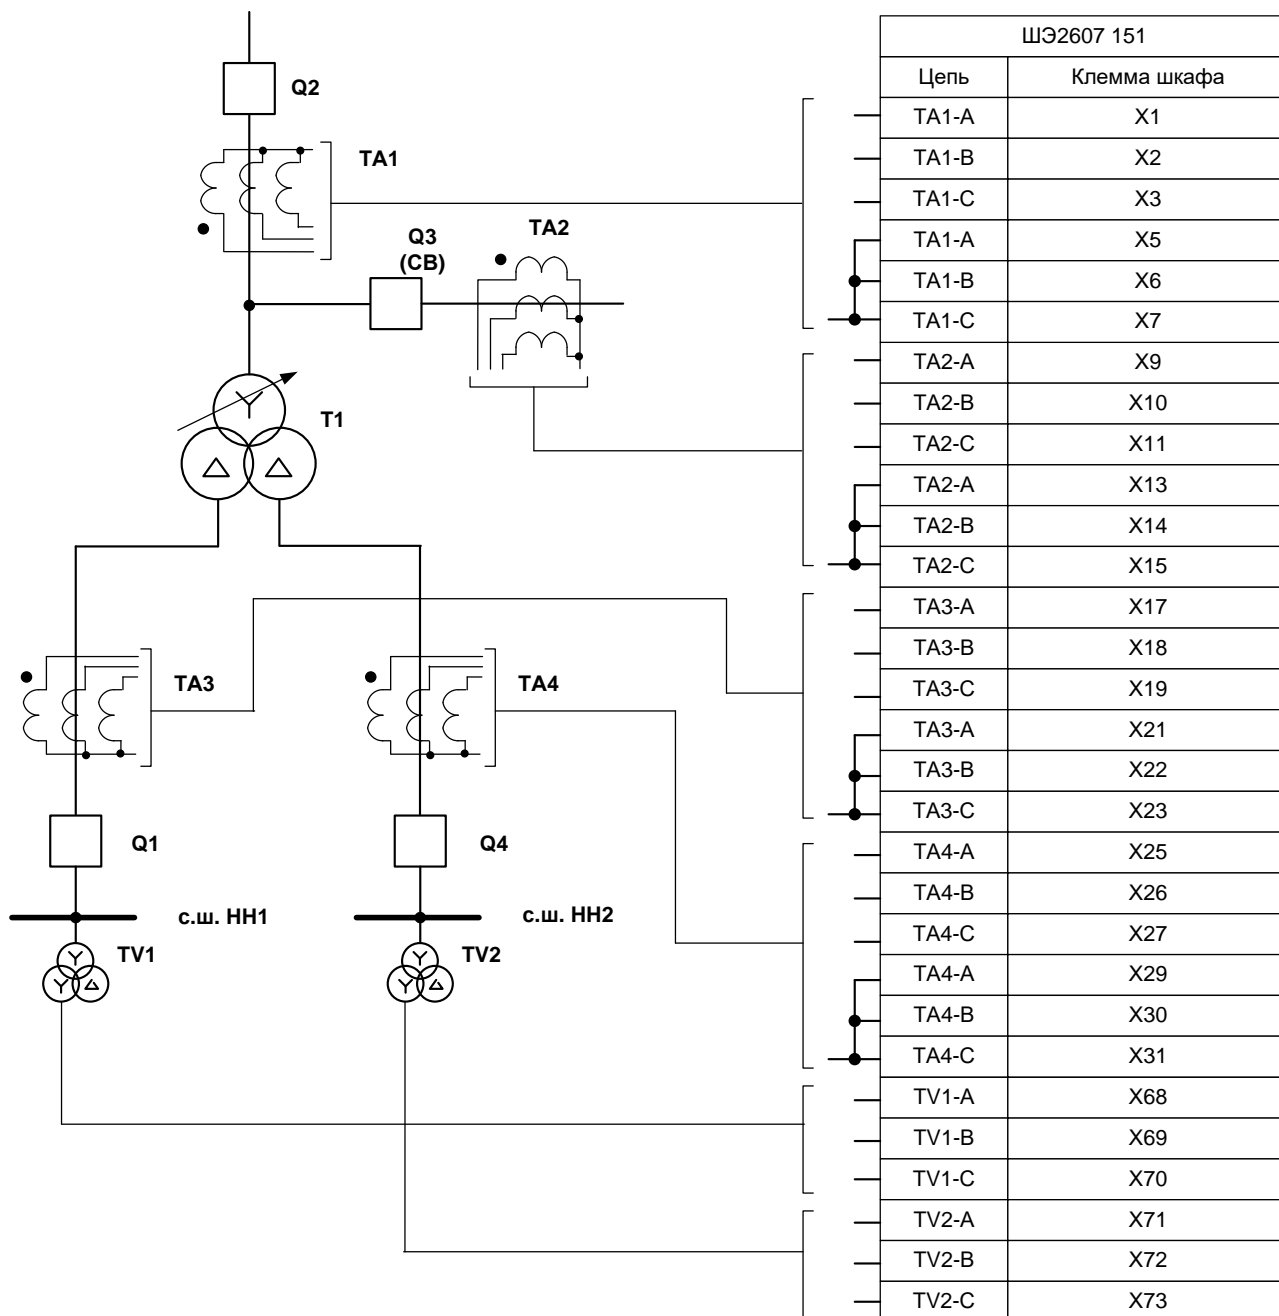 Q2
TA1
Q3
(СВ)
TA2
T1
TA3
TA4
Q1
Q4
с.ш. НН1
с.ш. НН2
TV1
TV2
ШЭ2607 151
Цепь Клемма шкафа
TA1-A X1
TA1-B X2
TA1-C X3
TA1-A X5
TA1-B X6
TA1-C X7
TA2-A X9
TA2-B X10
TA2-C X11
TA2-A X13
TA2-B X14
TA2-C X15
TA3-A X17
TA3-B X18
TA3-C X19
TA3-A X21
TA3-B X22
TA3-C X23
TA4-A X25
TA4-B X26
TA4-C X27
TA4-A X29
TA4-B X30
TA4-C X31
TV1-A X68
TV1-B X69
TV1-C X70
TV2-A X71
TV2-B X72
TV2-C X73